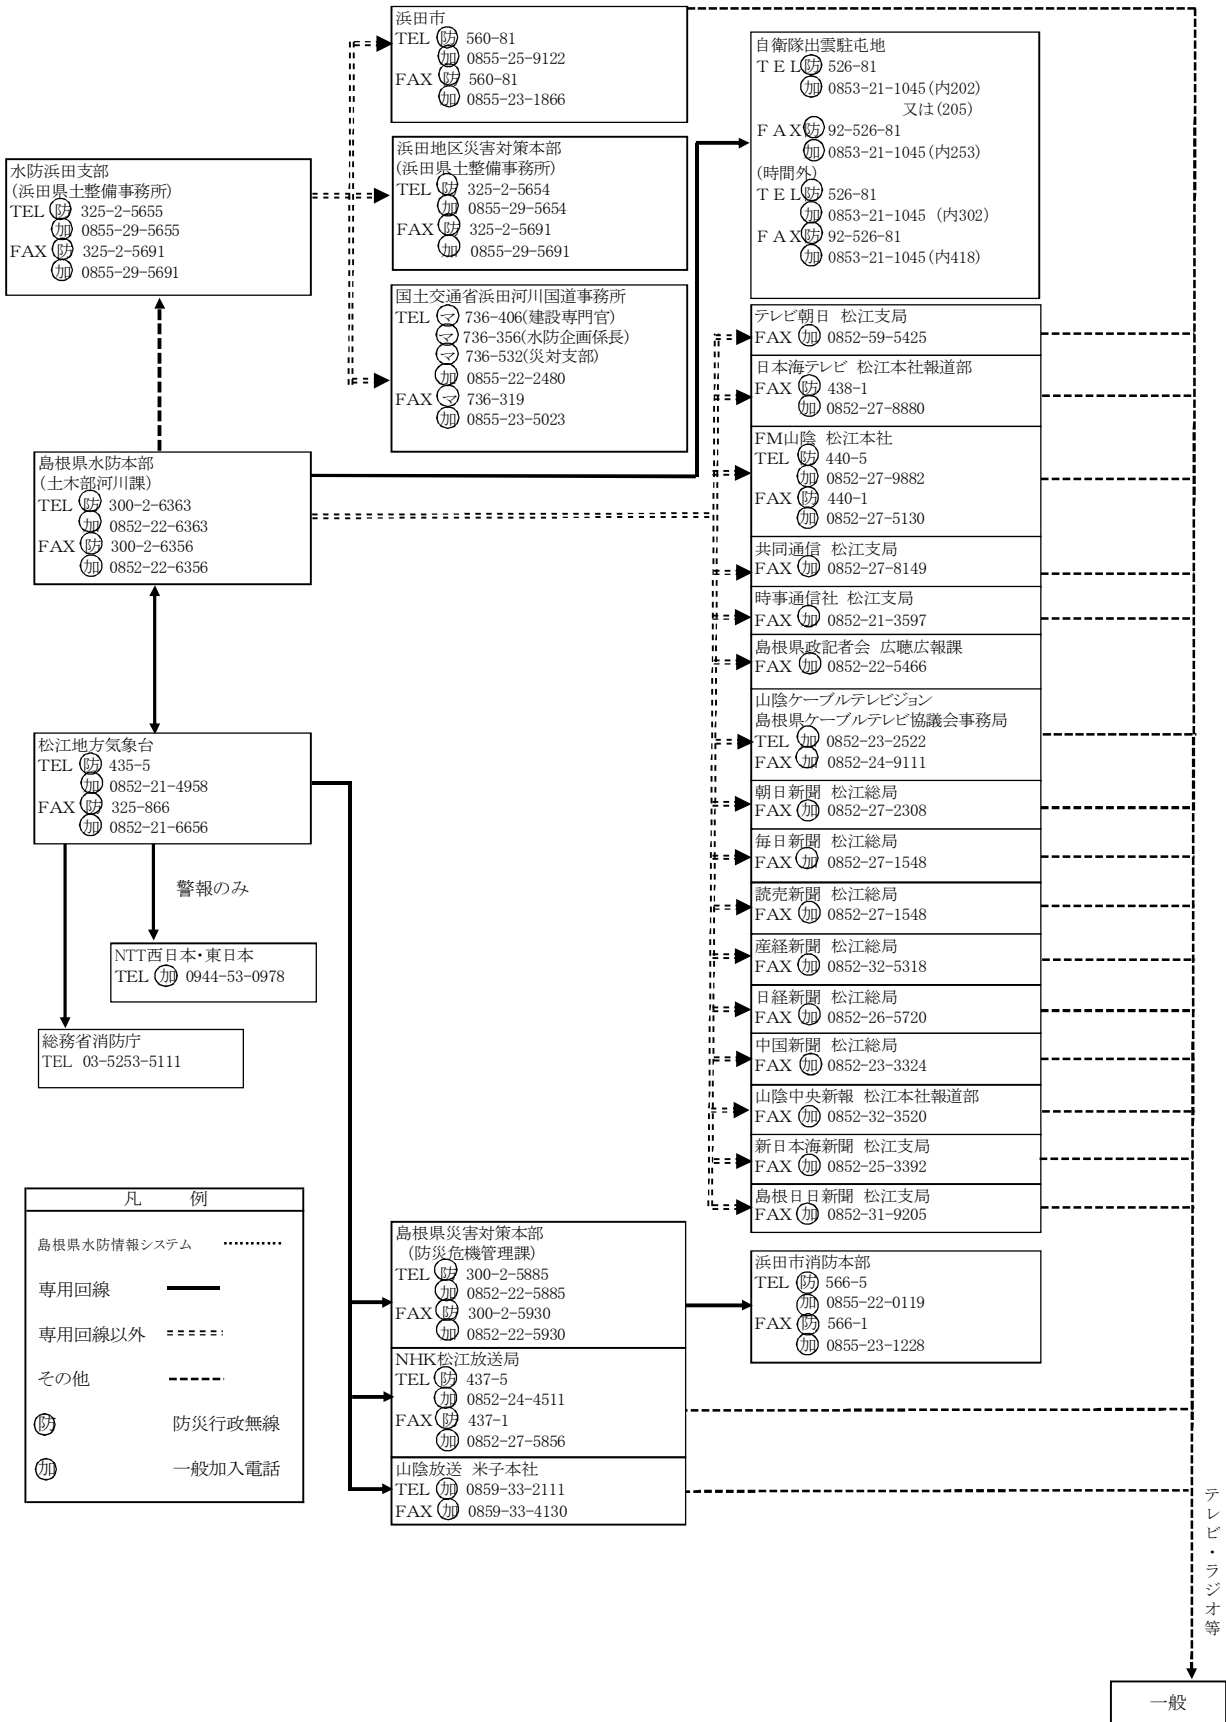 浜田市
TEL 防 560-81
加 0855-25-9122
FAX 防 560-81
加 0855-23-1866
浜田地区災害対策本部
(浜田県土整備事務所)
TEL 防 325-2-5654
加 0855-29-5654
FAX 防 325-2-5691
加 0855-29-5691
国土交通省浜田河川国道事務所
TEL マ 736-406(建設専門官)
マ 736-356(水防企画係長)
マ 736-532(災対支部)
加 0855-22-2480
FAX マ 736-319
加 0855-23-5023
自衛隊出雲駐屯地
TEL 防 526-81
加 0853-21-1045(内202)
又は(205)
FAX 防 92-526-81
加 0853-21-1045(内253)
(時間外)
TEL 防 526-81
加 0853-21-1045 (内302)
FAX 防 92-526-81
加 0853-21-1045(内418)
水防浜田支部
(浜田県土整備事務所)
TEL 防 325-2-5655
加 0855-29-5655
FAX 防 325-2-5691
加 0855-29-5691
島根県水防本部
(土木部河川課)
TEL 防 300-2-6363
加 0852-22-6363
FAX 防 300-2-6356
加 0852-22-6356
テレビ朝日 松江支局
FAX 加 0852-59-5425
日本海テレビ 松江本社報道部
FAX 防 438-1
加 0852-27-8880
FM山陰 松江本社
TEL 防 440-5
加 0852-27-9882
FAX 防 440-1
加 0852-27-5130
共同通信 松江支局
FAX 加 0852-27-8149
時事通信社 松江支局
FAX 加 0852-21-3597
島根県政記者会 広聴広報課
FAX 加 0852-22-5466
山陰ケーブルテレビジョン
島根県ケーブルテレビ協議会事務局
TEL 加 0852-23-2522
FAX 加 0852-24-9111
朝日新聞 松江総局
FAX 加 0852-27-2308
毎日新聞 松江総局
FAX 加 0852-27-1548
読売新聞 松江総局
FAX 加 0852-27-1548
産経新聞 松江総局
FAX 加 0852-32-5318
日経新聞 松江総局
FAX 加 0852-26-5720
中国新聞 松江総局
FAX 加 0852-23-3324
山陰中央新報 松江本社報道部
FAX 加 0852-32-3520
新日本海新聞 松江支局
FAX 加 0852-25-3392
島根日日新聞 松江支局
FAX 加 0852-31-9205
松江地方気象台
TEL 防 435-5
加 0852-21-4958
FAX 防 325-866
加 0852-21-6656
警報のみ
NTT西日本・東日本
TEL 加 0944-53-0978
総務省消防庁
TEL 03-5253-5111
凡 例
島根県水防情報システム
専用回線
専用回線以外
その他
防 防災行政無線
加 一般加入電話
島根県災害対策本部
(防災危機管理課)
TEL 防 300-2-5885
加 0852-22-5885
FAX 防 300-2-5930
加 0852-22-5930
NHK松江放送局
TEL 防 437-5
加 0852-24-4511
FAX 防 437-1
加 0852-27-5856
山陰放送 米子本社
TEL 加 0859-33-2111
FAX 加 0859-33-4130
浜田市消防本部
TEL 防 566-5
加 0855-22-0119
FAX 防 566-1
加 0855-23-1228
テレビ・ラジオ等
一般